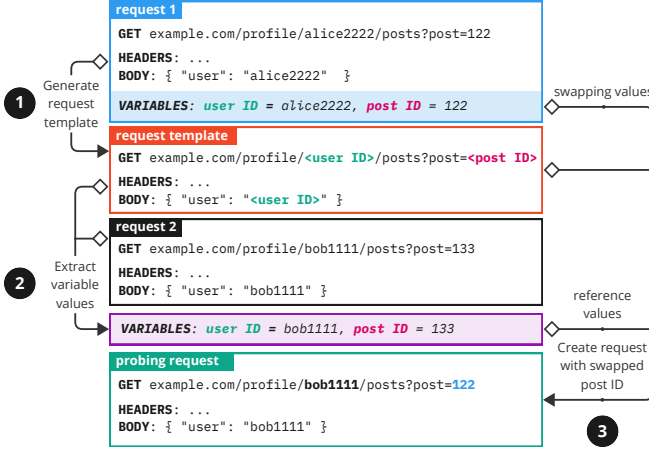 request 1
GET example.com/profile/alice2222/posts?post=122
HEADERS: ...
BODY: { "user": "alice2222"  }
VARIABLES: user ID = alice2222, post ID = 122
1
Generate
request
template
swapping values
request template
GET example.com/profile/<user ID>/posts?post=<post ID>
HEADERS: ...
BODY: { "user": "<user ID>" }
request 2
GET example.com/profile/bob1111/posts?post=133
HEADERS: ...
BODY: { "user": "bob1111" }
2
Extract
variable
values
VARIABLES: user ID = bob1111, post ID = 133
reference
values
probing request
GET example.com/profile/bob1111/posts?post=122
HEADERS: ...
BODY: { "user": "bob1111" }
Create request
with swapped
post ID
3